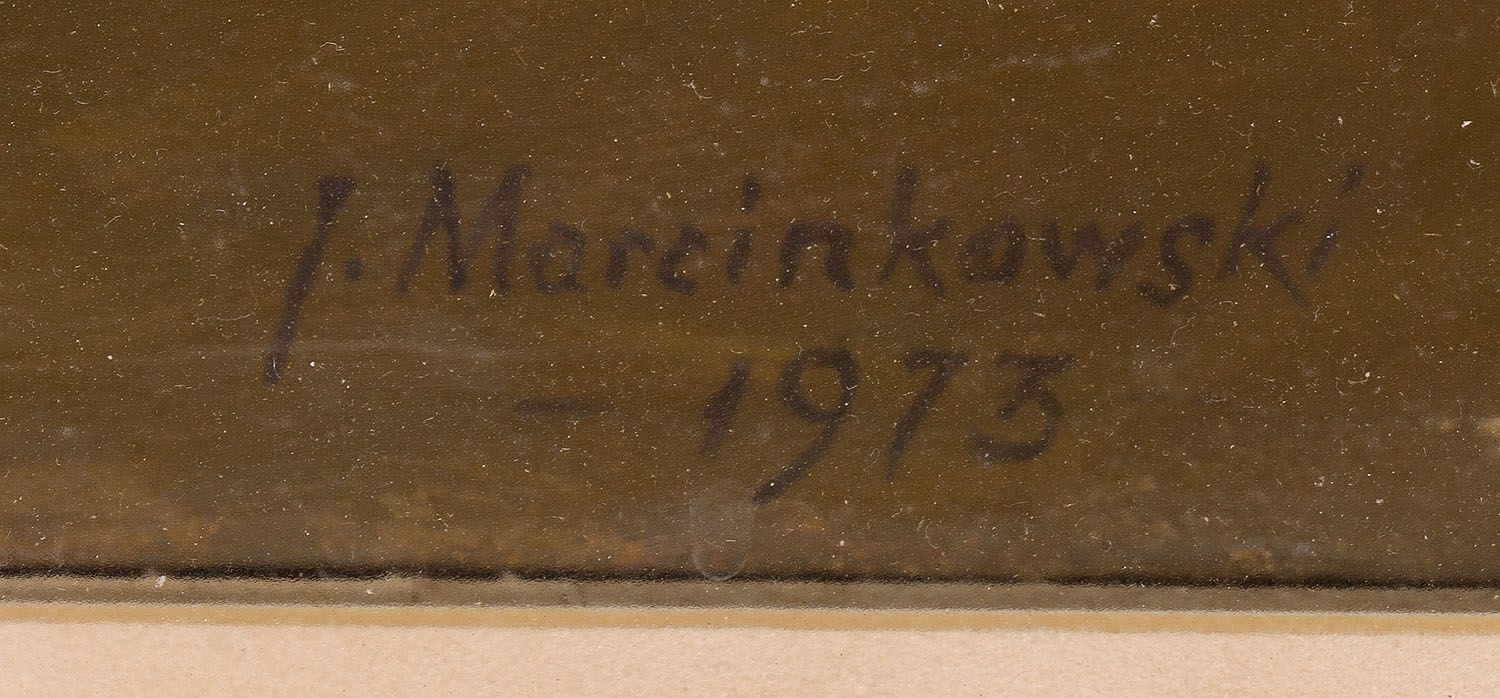 J. Marcinkowski
– 1973